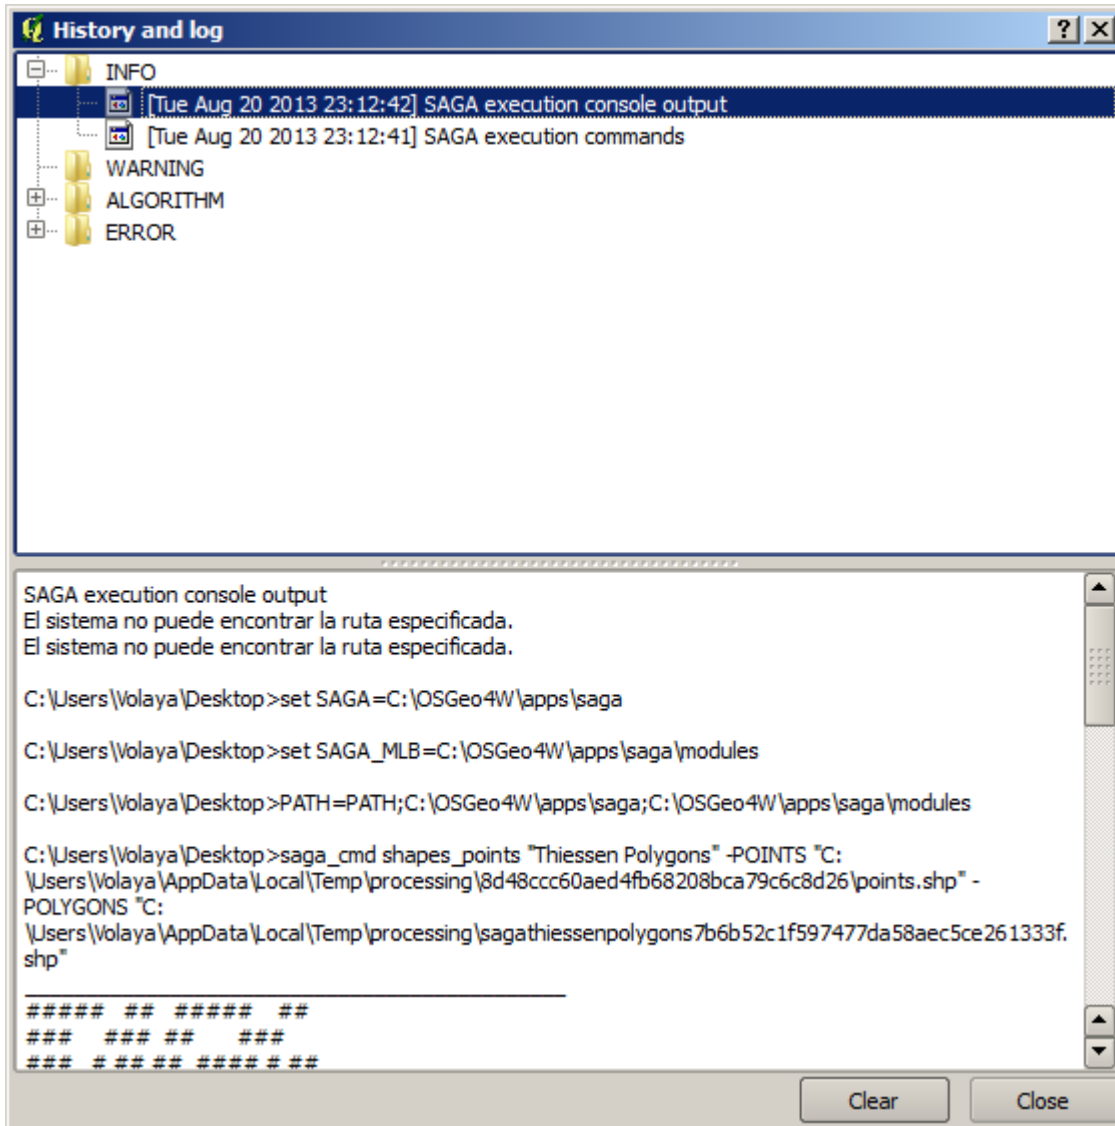 History and log
INFO
[Tue Aug 20 2013 23:12:42] SAGA execution console output
[Tue Aug 20 2013 23:12:41] SAGA execution commands
WARNING
ALGORITHM
ERROR
SAGA execution console output
El sistema no puede encontrar la ruta especificada.
El sistema no puede encontrar la ruta especificada.
C:\Users\Volaya\Desktop>set SAGA=C:\OSGeo4W\apps\saga
C:\Users\Volaya\Desktop>set SAGA_MLB=C:\OSGeo4W\apps\saga\modules
C:\Users\Volaya\Desktop>PATH=PATH;C:\OSGeo4W\apps\saga;C:\OSGeo4W\apps\saga\modules
C:\Users\Volaya\Desktop>saga_cmd shapes_points "Thiessen Polygons" -POINTS "C:
\Users\Volaya\AppData\Local\Temp\processing\8d48ccc60aed4fb68208bca79c6c8d26\points.shp" -
POLYGONS "C:
\Users\Volaya\AppData\Local\Temp\processing\sagathiessenpolygons7b6b52c1f597477da58aec5ce261333f.
shp"
_____________________________________________
##### ## ##### ##
### ### ## ###
### # ## ## #### # ##
Clear
Close